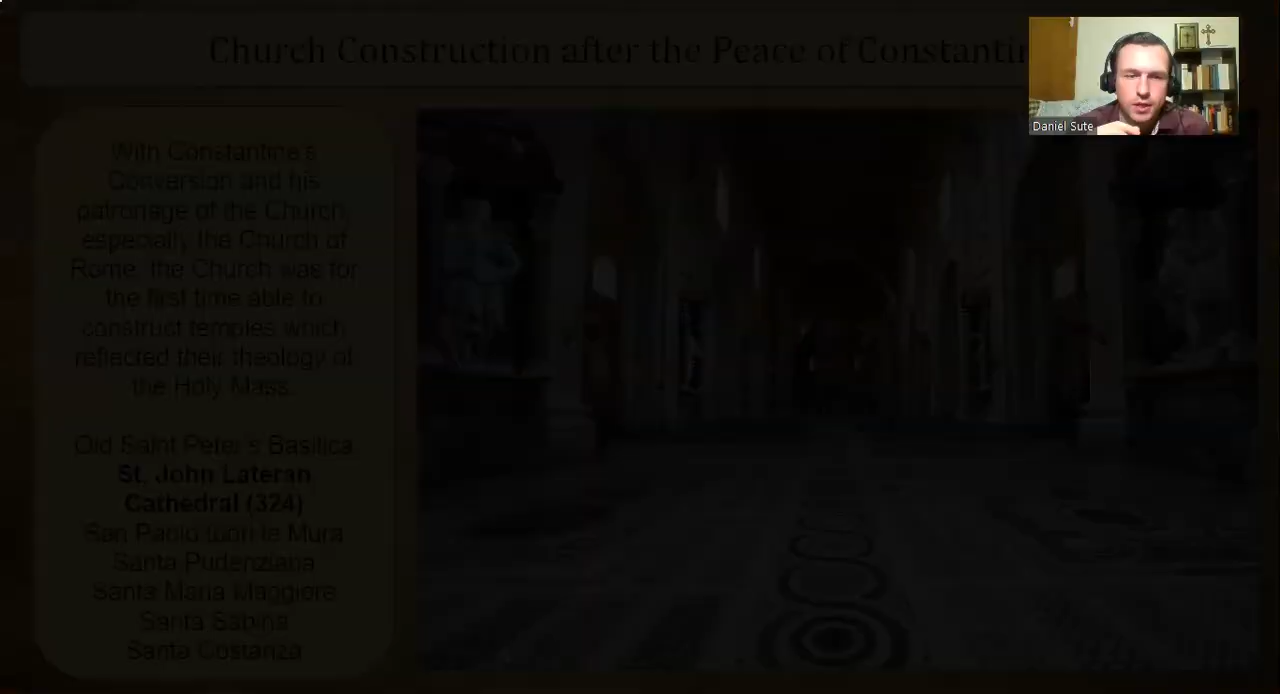 Church Construction after the Peace of Constantin
Daniel Sute
With Constantine's
Conversion and his
patronage of the Church,
especially the Church of
Rome, the Church was for
the first time able to
construct temples which
reflected their theology of
the Holy Mass.
Old Saint Peter's Basilica
St. John Lateran
Cathedral (324)
San Paolo fuori le Mura
Santa Pudenziana
Santa Maria Maggiore
Santa Sabina
Santa Costanza